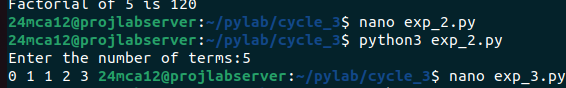 Factorial of 5 is 120
24mca12@projlabserver:~/pylab/cycle_3$ nano exp_2.py
24mca12@projlabserver:~/pylab/cycle_3$ python3 exp_2.py
Enter the number of terms:5
0 1 1 2 3 24mca12@projlabserver:~/pylab/cycle_3$ nano exp_3.py